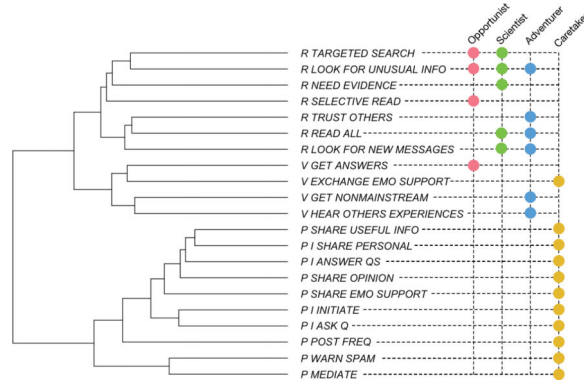 Opportunist
Scientist
Adventurer
Caretaker
R TARGETED SEARCH
R LOOK FOR UNUSUAL INFO
R NEED EVIDENCE
R SELECTIVE READ
R TRUST OTHERS
R READ ALL
R LOOK FOR NEW MESSAGES
V GET ANSWERS
V EXCHANGE EMO SUPPORT
V GET NONMAINSTREAM
V HEAR OTHERS EXPERIENCES
P SHARE USEFUL INFO
P I SHARE PERSONAL
P I ANSWER QS
P SHARE OPINION
P SHARE EMO SUPPORT
P I INITIATE
P I ASK Q
P POST FREQ
P WARN SPAM
P MEDIATE